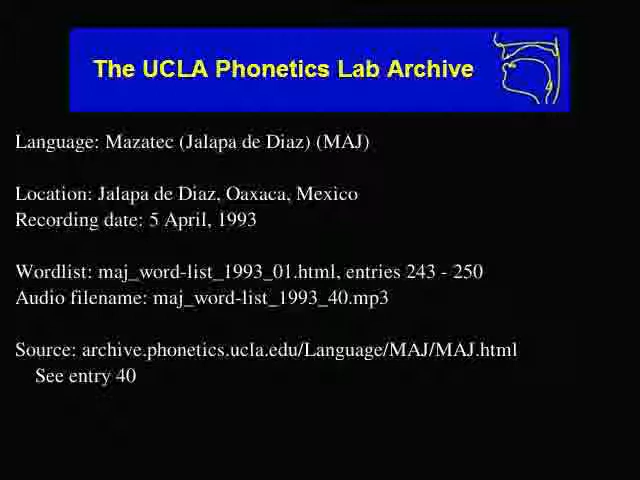 The UCLA Phonetics Lab Archive
Language: Mazatec (Jalapa de Diaz) (MAJ)
Location: Jalapa de Diaz, Oaxaca, Mexico
Recording date: 5 April, 1993
Wordlist: maj_word-list_1993_01.html, entries 243 - 250
Audio filename: maj_word-list_1993_40.mp3
Source: archive.phonetics.ucla.edu/Language/MAJ/MAJ.html
See entry 40